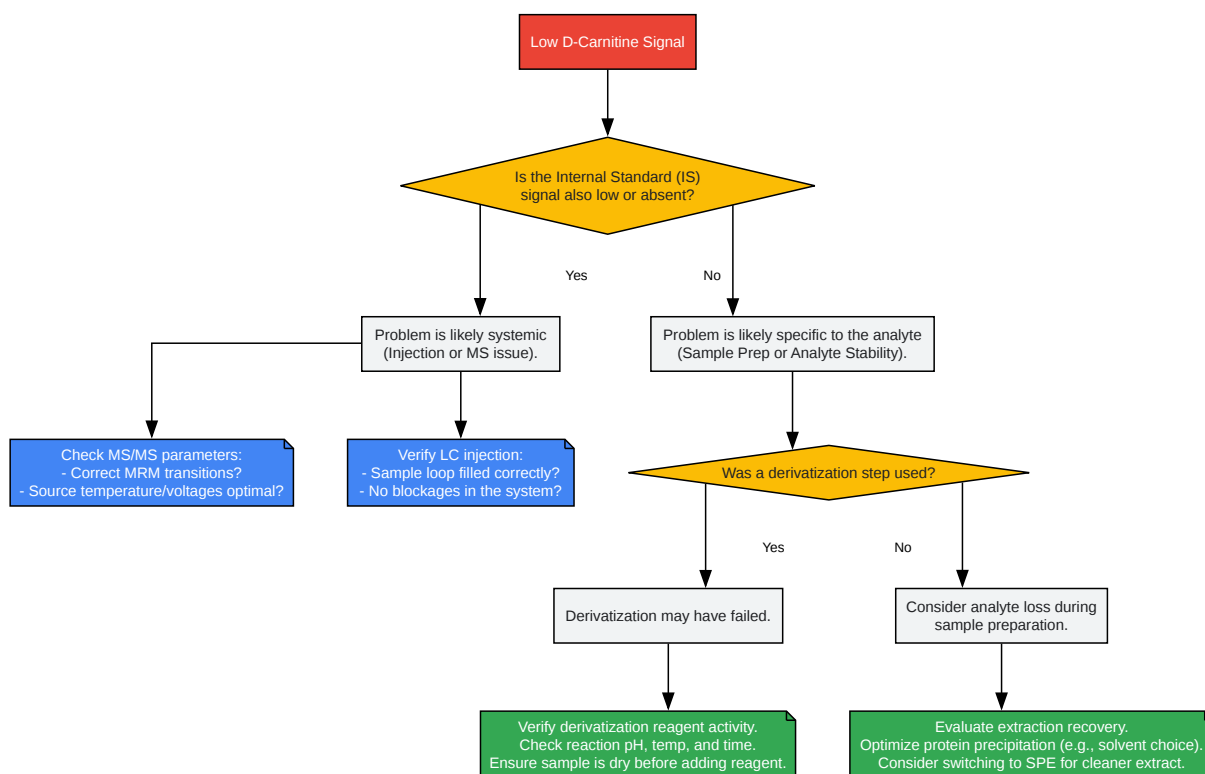 Low D-Carnitine Signal
Is the Internal Standard (IS)
signal also low or absent?
Yes
No
Problem is likely systemic
(Injection or MS issue).
Problem is likely specific to the analyte
(Sample Prep or Analyte Stability).
Check MS/MS parameters:
- Correct MRM transitions?
- Source temperature/voltages optimal?
Verify LC injection:
- Sample loop filled correctly?
- No blockages in the system?
Was a derivatization step used?
Yes
No
Derivatization may have failed.
Consider analyte loss during
sample preparation.
Verify derivatization reagent activity.
Check reaction pH, temp, and time.
Ensure sample is dry before adding reagent.
Evaluate extraction recovery.
Optimize protein precipitation (e.g., solvent choice).
Consider switching to SPE for cleaner extract.